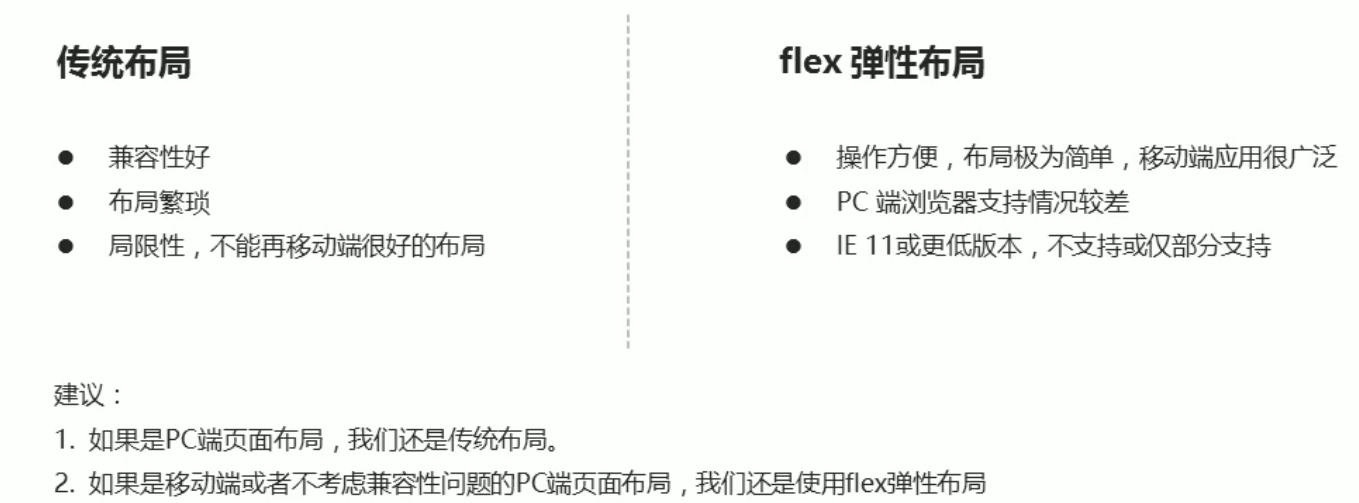 传统布局
● 兼容性好
● 布局繁琐
● 局限性，不能再移动端很好的布局
flex 弹性布局
● 操作方便，布局极为简单，移动端应用很广泛
● PC 端浏览器支持情况较差
● IE 11或更低版本，不支持或仅部分支持
建议：
1. 如果是PC端页面布局，我们还是传统布局。
2. 如果是移动端或者不考虑兼容性问题的PC端页面布局，我们还是使用flex弹性布局